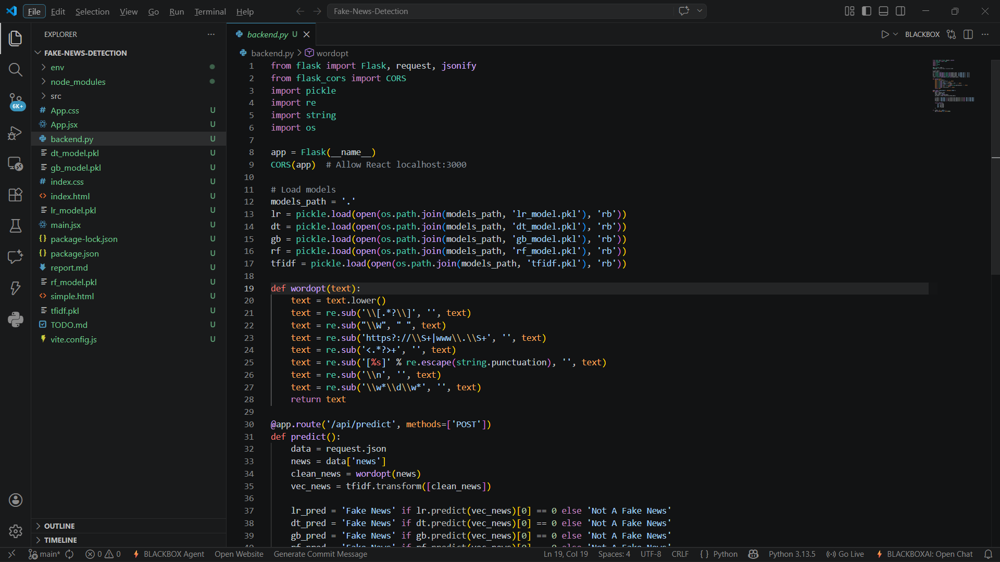 File Edit Selection View Go Run Terminal Help
Fake-News-Detection
EXPLORER
FAKE-NEWS-DETECTION
env
node_modules
src
# App.css U
App.jsx U
backend.py U
dt_model.pkl U
gb_model.pkl U
# index.css U
<> index.html U
lr_model.pkl U
main.jsx U
{} package-lock.json U
{} package.json U
report.md U
rf_model.pkl U
<> simple.html U
tfidf.pkl U
TODO.md U
vite.config.js U
6K+
OUTLINE
TIMELINE
backend.py U
BLACKBOX
backend.py > wordopt
1 from flask import Flask, request, jsonify
2 from flask_cors import CORS
3 import pickle
4 import re
5 import string
6 import os
7
8 app = Flask(__name__)
9 CORS(app)  # Allow React localhost:3000
10
11 # Load models
12 models_path = '.'
13 lr = pickle.load(open(os.path.join(models_path, 'lr_model.pkl'), 'rb'))
14 dt = pickle.load(open(os.path.join(models_path, 'dt_model.pkl'), 'rb'))
15 gb = pickle.load(open(os.path.join(models_path, 'gb_model.pkl'), 'rb'))
16 rf = pickle.load(open(os.path.join(models_path, 'rf_model.pkl'), 'rb'))
17 tfidf = pickle.load(open(os.path.join(models_path, 'tfidf.pkl'), 'rb'))
18
19 def wordopt(text):
20     text = text.lower()
21     text = re.sub('\\[.*?\\]', '', text)
22     text = re.sub("\\W", " ", text)
23     text = re.sub('https?://\\S+|www\\.\\S+', '', text)
24     text = re.sub('<.*?>+', '', text)
25     text = re.sub('[%s]' % re.escape(string.punctuation), '', text)
26     text = re.sub('\\n', '', text)
27     text = re.sub('\\w*\\d\\w*', '', text)
28     return text
29
30 @app.route('/api/predict', methods=['POST'])
31 def predict():
32     data = request.json
33     news = data['news']
34     clean_news = wordopt(news)
35     vec_news = tfidf.transform([clean_news])
36
37     lr_pred = 'Fake News' if lr.predict(vec_news)[0] == 0 else 'Not A Fake News'
38     dt_pred = 'Fake News' if dt.predict(vec_news)[0] == 0 else 'Not A Fake News'
39     gb_pred = 'Fake News' if gb.predict(vec_news)[0] == 0 else 'Not A Fake News'
40     rf_pred = 'Fake News' if rf.predict(vec_news)[0] == 0 else 'Not A Fake News'
main* 0 0 BLACKBOX Agent Open Website Generate Commit Message Ln 19, Col 19 Spaces: 4 UTF-8 CRLF {} Python Python 3.13.5 Go Live BLACKBOXAI: Open Chat